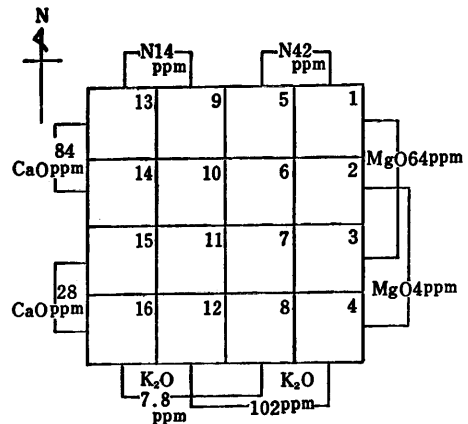 N
N14 N42
ppm ppm
13 9 5 1
84
CaOppm
MgO64ppm
14 10 6 2
15 11 7 3
28
CaOppm
MgO4ppm
16 12 8 4
K₂O K₂O
7.8
ppm
102ppm